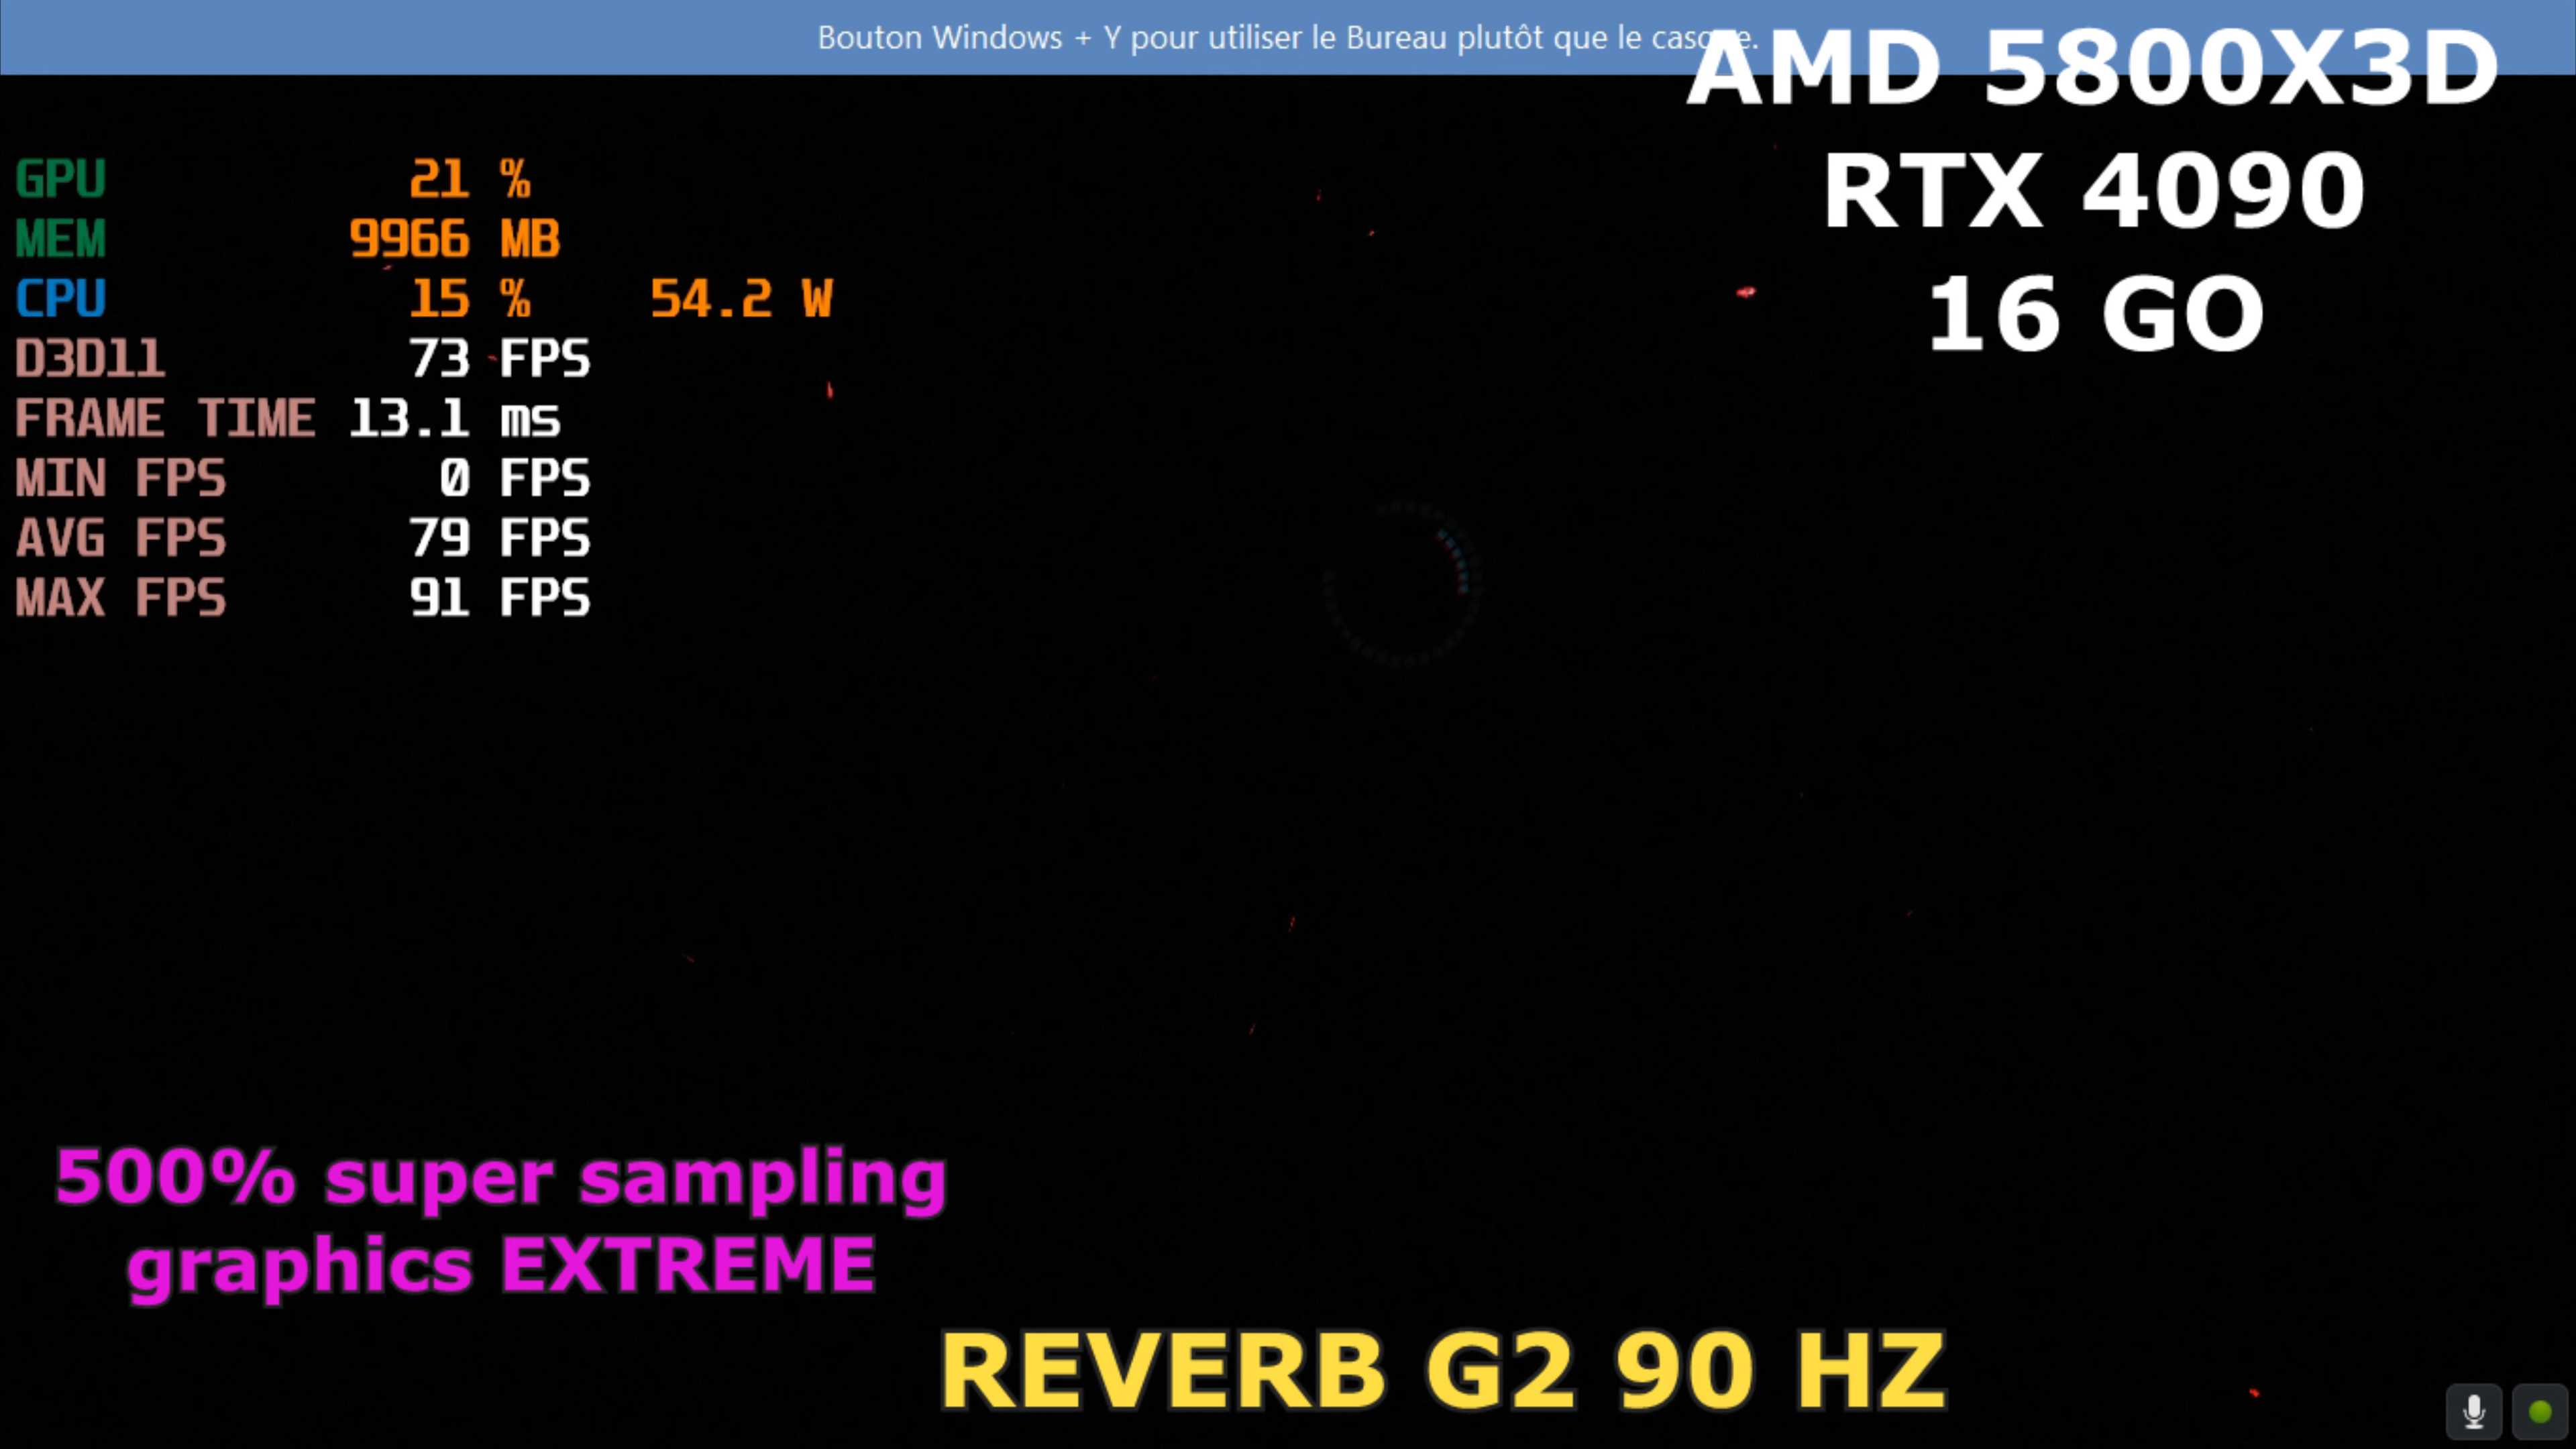 Bouton Windows + Y pour utiliser le Bureau plutôt que le casque.
AMD 5800X3D
RTX 4090
16 GO
GPU 21 %
MEM 9966 MB
CPU 15 % 54.2 W
D3D11 73 FPS
FRAME TIME 13.1 ms
MIN FPS 0 FPS
AVG FPS 79 FPS
MAX FPS 91 FPS
500% super sampling
graphics EXTREME
REVERB G2 90 HZ